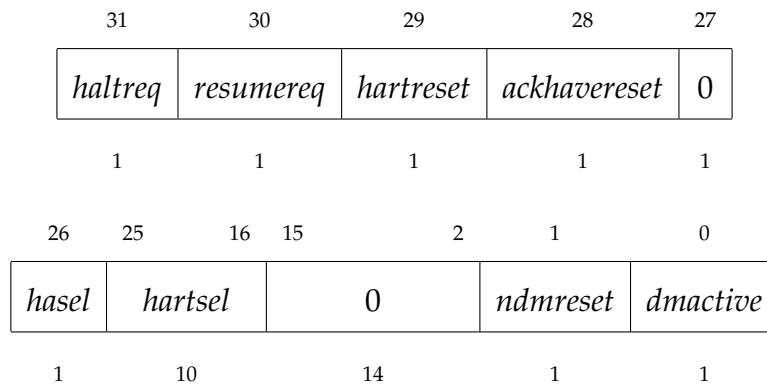 31 30 29 28 27
haltreq resumereq hartreset ackhavereset 0
1 1 1 1 1
26 25 16 15 2 1 0
hasel hartsel 0 ndmreset dmactive
1 10 14 1 1